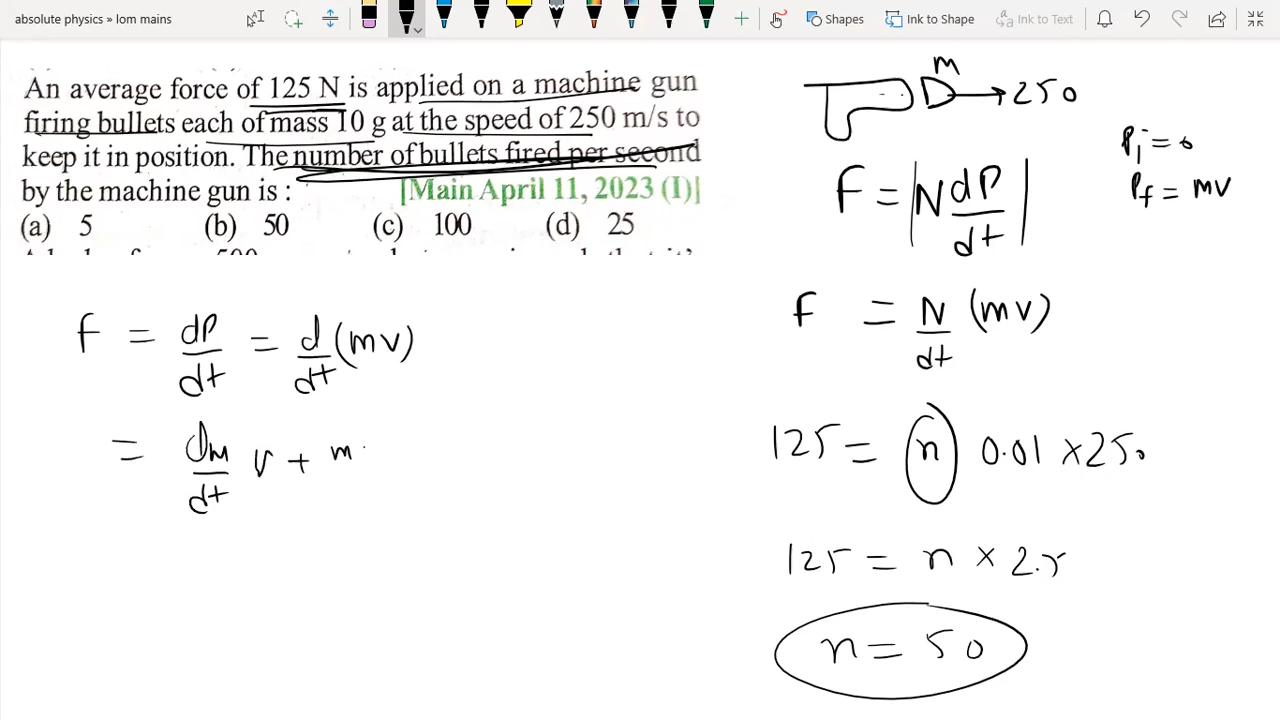 absolute physics » lom mains
Shapes
Ink to Shape
Ink to Text
An average force of 125 N is applied on a machine gun
firing bullets each of mass 10 g at the speed of 250 m/s to
keep it in position. The number of bullets fired per second
by the machine gun is : [Main April 11, 2023 (I)]
(a) 5 (b) 50 (c) 100 (d) 25
F = dP/dt = d/dt (mv)
= dm/dt v + m
m
250
Pi = 0
Pf = mv
F = |N dP/dt|
F = N/dt (mv)
125 = n 0.01 × 250
125 = n × 2.5
n = 50